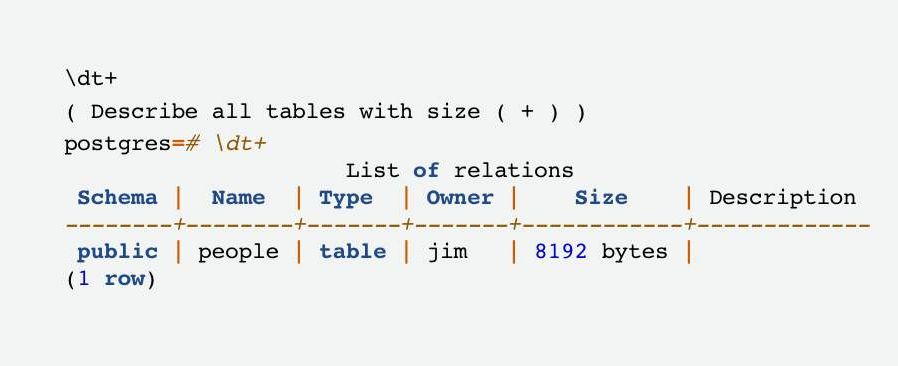 \dt+
( Describe all tables with size ( + ) )
postgres=# \dt+
List of relations
Schema | Name | Type | Owner | Size | Description
--------+--------+-------+-------+------------+-------------
public | people | table | jim | 8192 bytes |
(1 row)